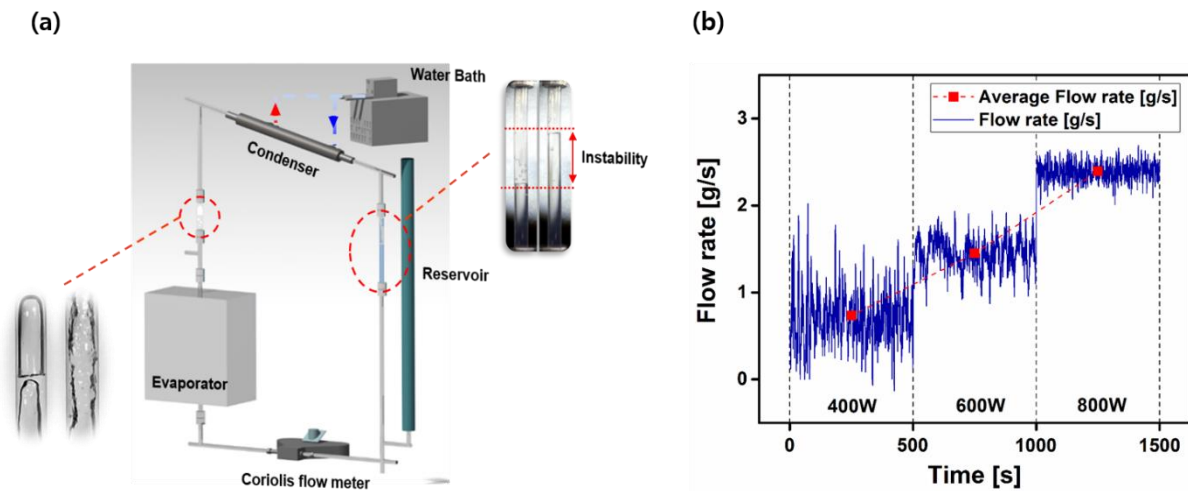 (a)
Water Bath
Condenser
Instability
Reservoir
Evaporator
Coriolis flow meter
(b)
Average Flow rate [g/s]
Flow rate [g/s]
Flow rate [g/s]
3
2
1
0
400W
600W
800W
0
500
1000
1500
Time [s]